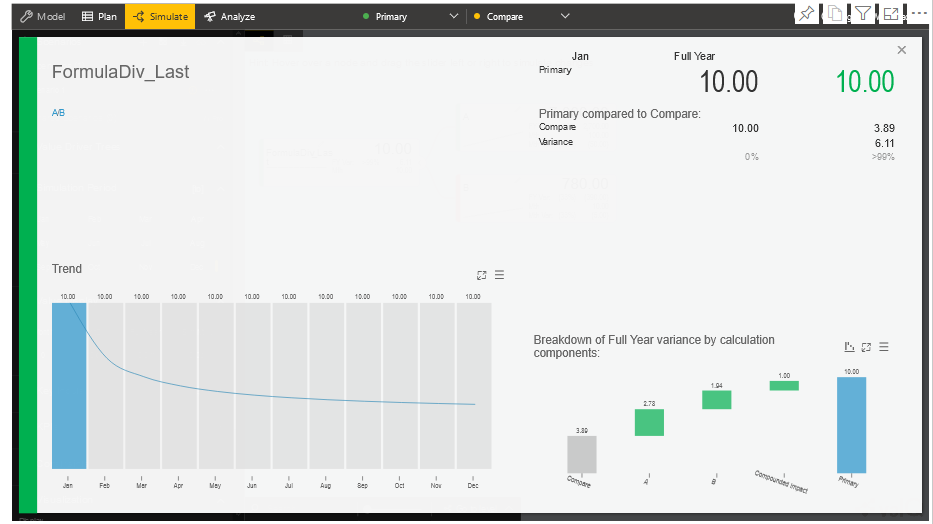 Model Plan Simulate Analyze Primary Compare
FormulaDiv_Last
A/B
Jan Full Year
Primary
10.00 10.00
Primary compared to Compare:
Compare 10.00 3.89
Variance 6.11
0% >99%
Trend
10.00 10.00 10.00 10.00 10.00 10.00 10.00 10.00 10.00 10.00 10.00 10.00
Jan Feb Mar Apr May Jun Jul Aug Sep Oct Nov Dec
Breakdown of Full Year variance by calculation
components:
3.89 2.73 1.94 1.00 10.00
Compare A B Compounded Impact Primary